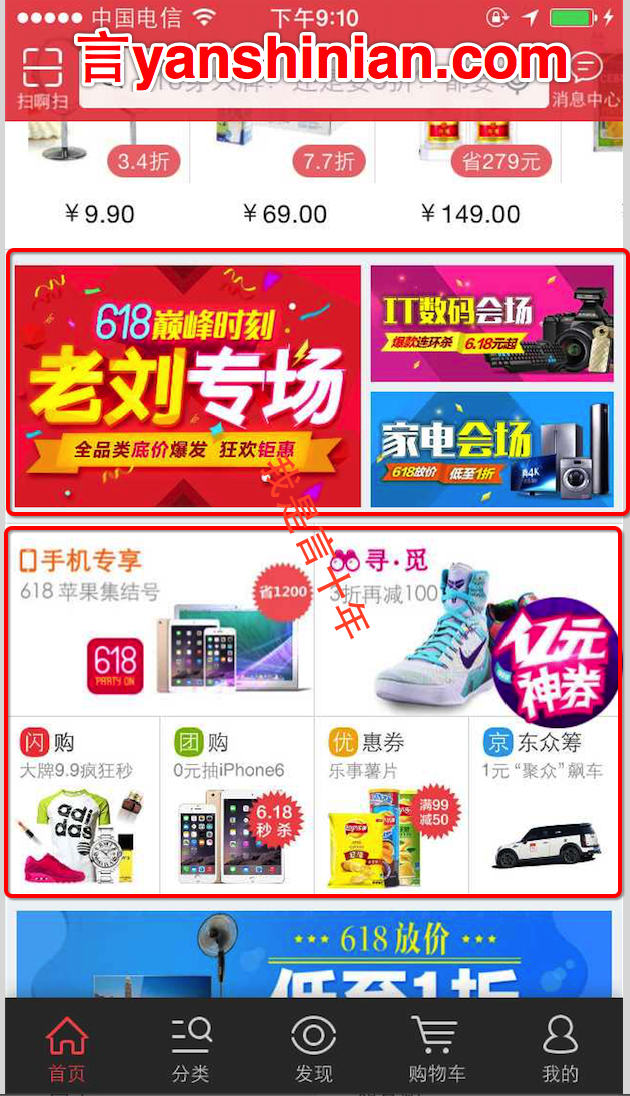 中国电信 下午9:10
言yanshinian.com
扫啊扫 消息中心
3.4折 7.7折 省279元
￥9.90 ￥69.00 ￥149.00
618巅峰时刻
老刘专场
全品类底价爆发 狂欢钜惠
IT数码会场
爆款连环杀 6.18元起
家电会场
618放价 低至1折
我是言十年
手机专享
618 苹果集结号
省1200
618
PARTY ON
寻·觅
3折再减100
亿元
神券
闪购
大牌9.9疯狂秒
adi
das
团购
0元抽iPhone6
6.18
秒杀
优惠券
乐事薯片
满99
减50
京东众筹
1元“聚众”飙车
618放价
低至1折
首页 分类 发现 购物车 我的